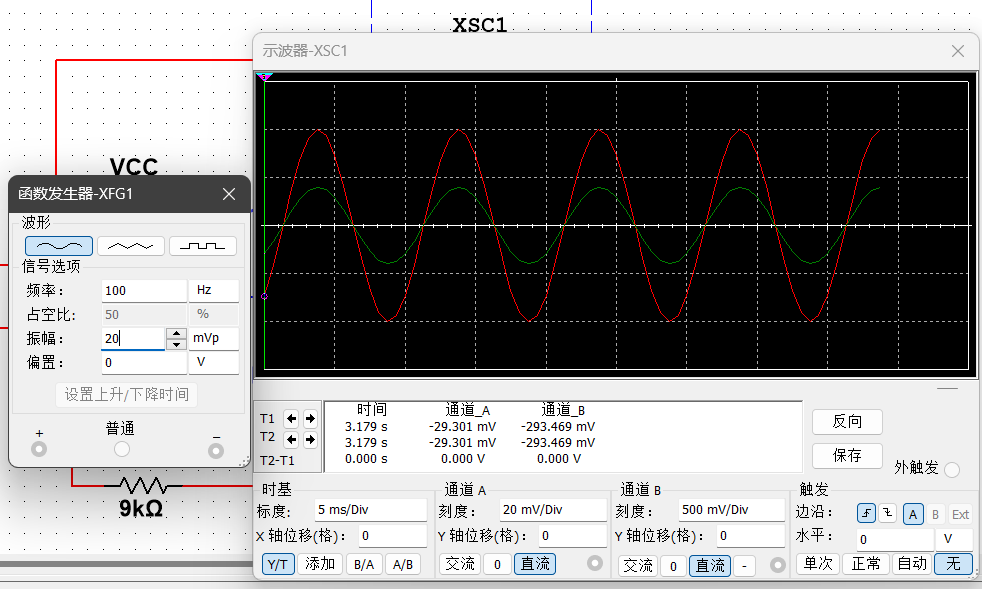 XSC1
示波器-XSC1
VCC
函数发生器-XFG1
波形
信号选项
频率： 100 Hz
占空比: 50 %
振幅： 20 mVp
偏置： 0 V
设置上升/下降时间
+ 普通 −
9kΩ
时间 通道_A 通道_B
T1 3.179 s -29.301 mV -293.469 mV
T2 3.179 s -29.301 mV -293.469 mV
T2-T1 0.000 s 0.000 V 0.000 V
反向
保存
外触发
时基
标度： 5 ms/Div
X 轴位移(格)： 0
Y/T 添加 B/A A/B
通道 A
刻度： 20 mV/Div
Y 轴位移(格)： 0
交流 0 直流
通道 B
刻度： 500 mV/Div
Y 轴位移(格)： 0
交流 0 直流 -
触发
边沿： A B Ext
水平： 0 V
单次 正常 自动 无